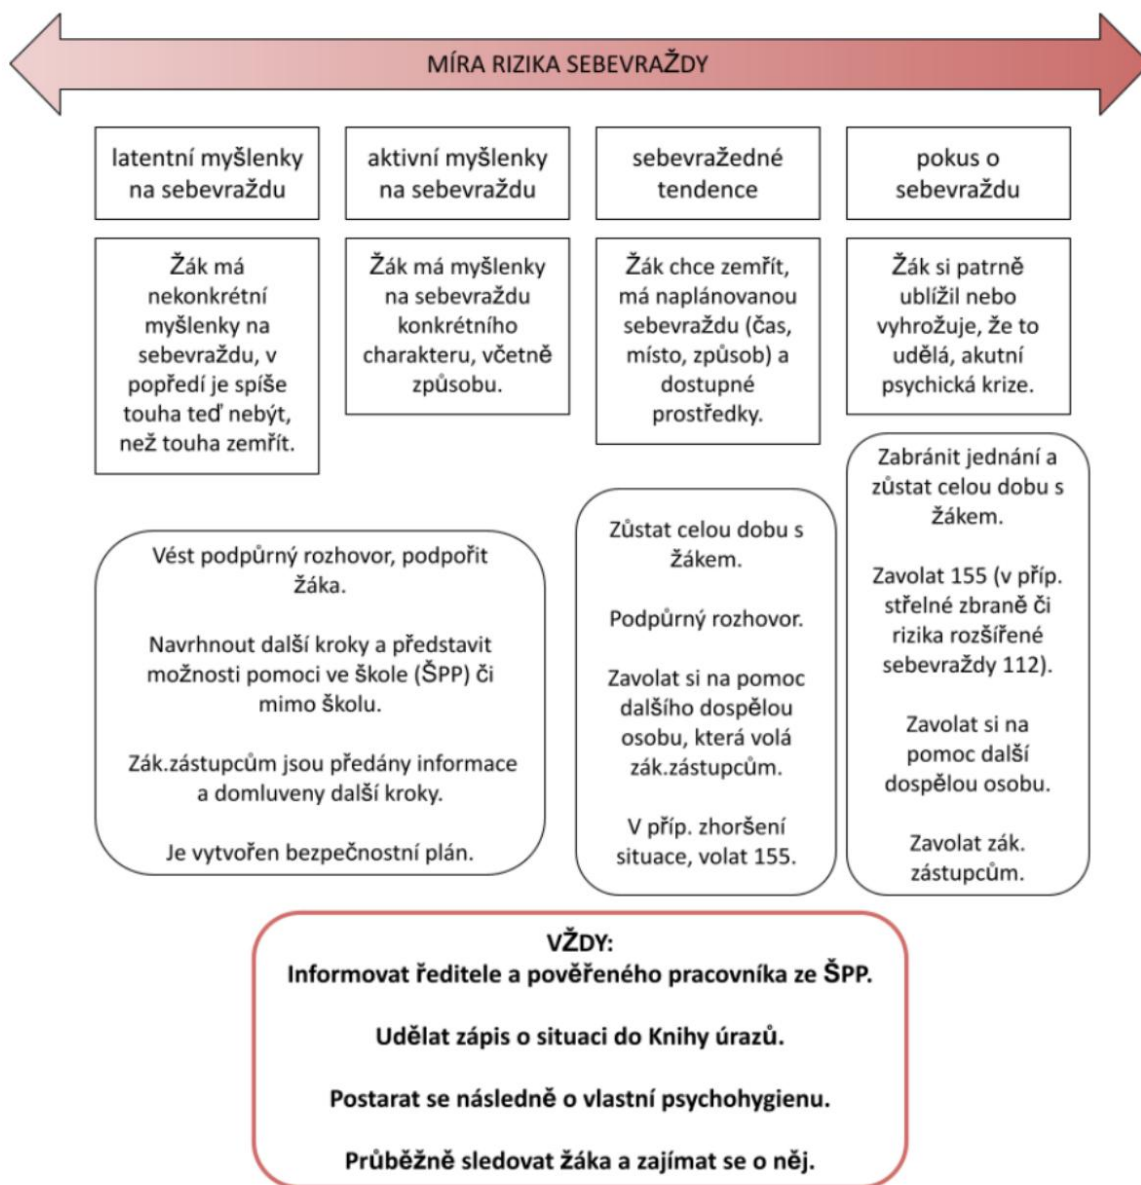 MÍRA RIZIKA SEBEVRAŽDY
latentní myšlenky
na sebevraždu
aktivní myšlenky
na sebevraždu
sebevražedné
tendence
pokus o
sebevraždu
Žák má
nekonkrétní
myšlenky na
sebevraždu, v
popředí je spíše
touha teď nebýt,
než touha zemřít.
Žák má myšlenky
na sebevraždu
konkrétního
charakteru, včetně
způsobu.
Žák chce zemřít,
má naplánovanou
sebevraždu (čas,
místo, způsob) a
dostupné
prostředky.
Žák si patrně
ublížil nebo
vyhrožuje, že to
udělá, akutní
psychická krize.
Vést podpůrný rozhovor, podpořit
žáka.
Navrhnout další kroky a představit
možnosti pomoci ve škole (ŠPP) či
mimo školu.
Zák.zástupcům jsou předány informace
a domluveny další kroky.
Je vytvořen bezpečnostní plán.
Zůstat celou dobu s
žákem.
Podpůrný rozhovor.
Zavolat si na pomoc
dalšího dospělou
osobu, která volá
zák.zástupcům.
V příp. zhoršení
situace, volat 155.
Zabránit jednání a
zůstat celou dobu s
žákem.
Zavolat 155 (v příp.
střelné zbraně či
rizika rozšířené
sebevraždy 112).
Zavolat si na
pomoc další
dospělou osobu.
Zavolat zák.
zástupcům.
VŽDY:
Informovat ředitele a pověřeného pracovníka ze ŠPP.
Udělat zápis o situaci do Knihy úrazů.
Postarat se následně o vlastní psychohygienu.
Průběžně sledovat žáka a zajímat se o něj.